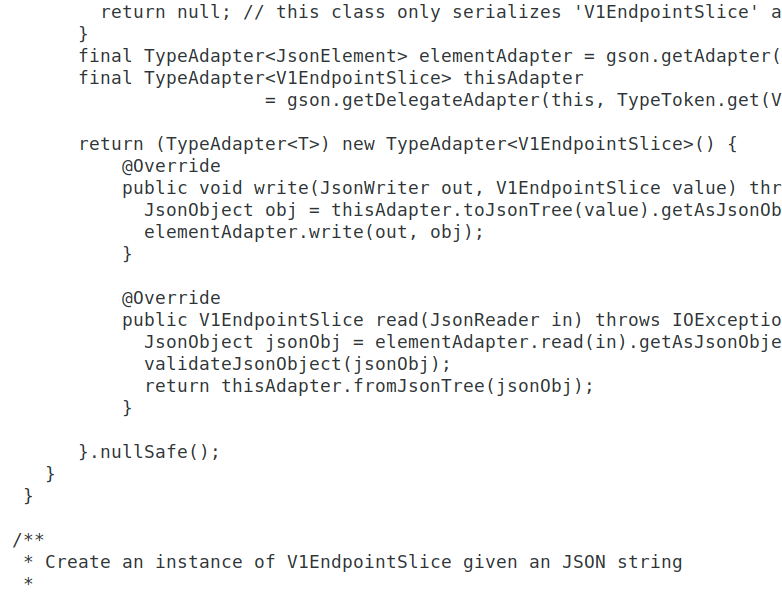 return null; // this class only serializes 'V1EndpointSlice' a
}
final TypeAdapter<JsonElement> elementAdapter = gson.getAdapter(
final TypeAdapter<V1EndpointSlice> thisAdapter
= gson.getDelegateAdapter(this, TypeToken.get(V
return (TypeAdapter<T>) new TypeAdapter<V1EndpointSlice>() {
@Override
public void write(JsonWriter out, V1EndpointSlice value) thr
JsonObject obj = thisAdapter.toJsonTree(value).getAsJsonOb
elementAdapter.write(out, obj);
}
@Override
public V1EndpointSlice read(JsonReader in) throws IOExceptio
JsonObject jsonObj = elementAdapter.read(in).getAsJsonObje
validateJsonObject(jsonObj);
return thisAdapter.fromJsonTree(jsonObj);
}
}.nullSafe();
}
}
/**
* Create an instance of V1EndpointSlice given an JSON string
*